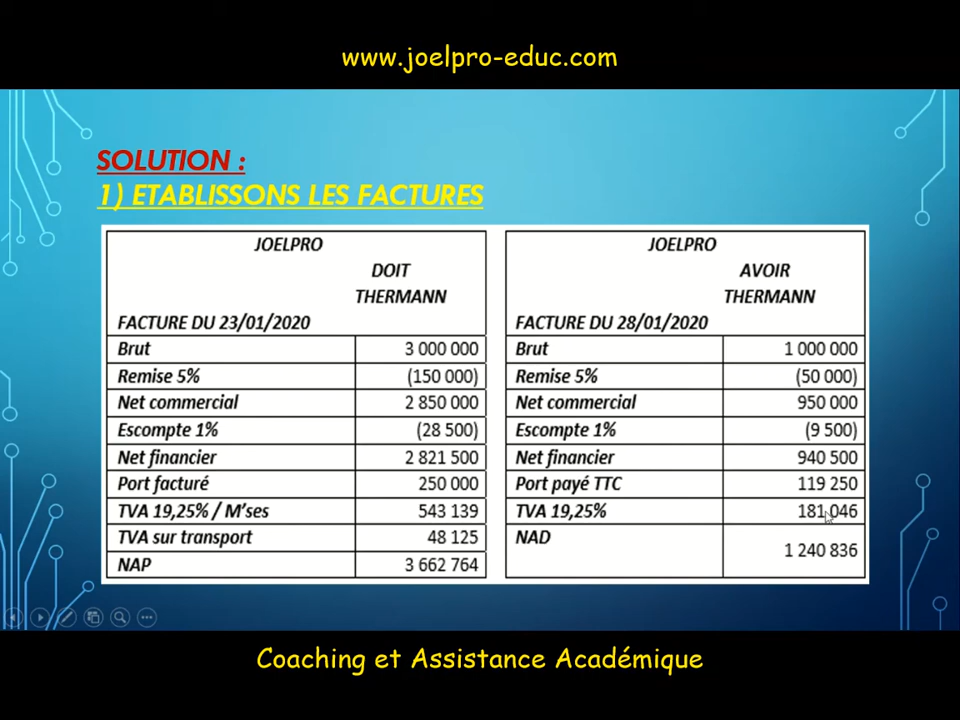 www.joelpro-educ.com
SOLUTION :
1) ETABLISSONS LES FACTURES
JOELPRO
DOIT
THERMANN
FACTURE DU 23/01/2020
Brut 3 000 000
Remise 5% (150 000)
Net commercial 2 850 000
Escompte 1% (28 500)
Net financier 2 821 500
Port facturé 250 000
TVA 19,25% / M'ses 543 139
TVA sur transport 48 125
NAP 3 662 764
JOELPRO
AVOIR
THERMANN
FACTURE DU 28/01/2020
Brut 1 000 000
Remise 5% (50 000)
Net commercial 950 000
Escompte 1% (9 500)
Net financier 940 500
Port payé TTC 119 250
TVA 19,25% 181 046
NAD 1 240 836
Coaching et Assistance Académique